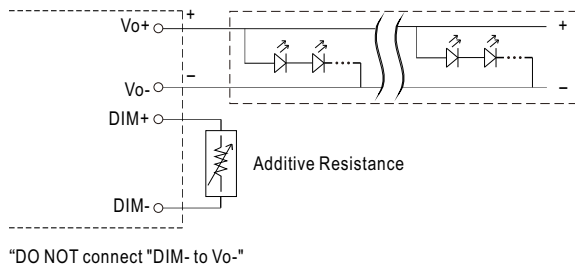 Vo+
+
+
Vo-
−
−
DIM+
Additive Resistance
DIM-
“DO NOT connect "DIM- to Vo-"